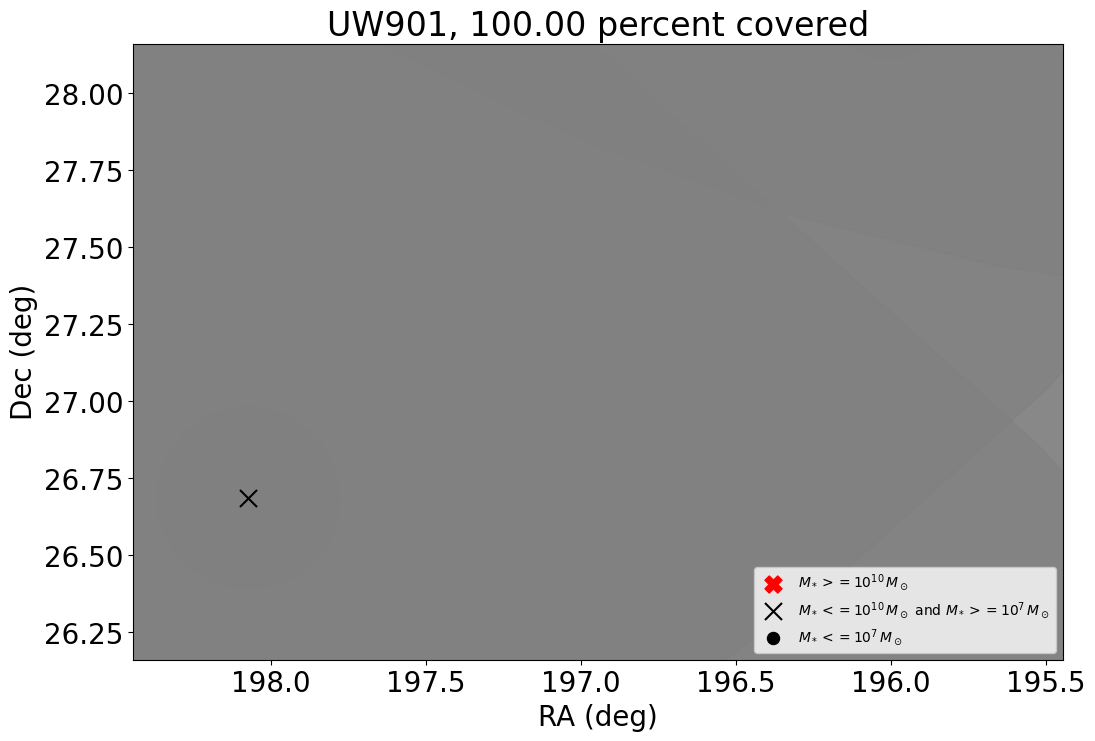 UW901, 100.00 percent covered
28.00
27.75
27.50
27.25
27.00
26.75
26.50
26.25
Dec (deg)
M* >= 10^10 M⊙
M* <= 10^10 M⊙ and M* >= 10^7 M⊙
M* <= 10^7 M⊙
198.0 197.5 197.0 196.5 196.0 195.5
RA (deg)